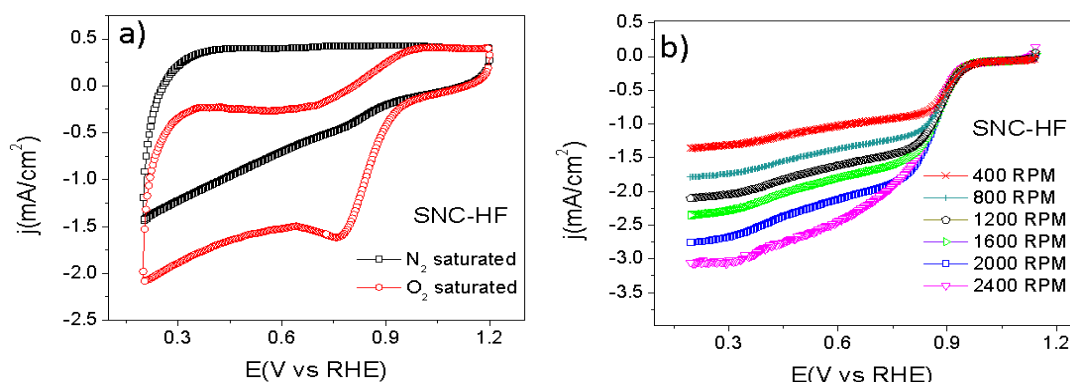 a)
0.5
0.0
-0.5
-1.0
-1.5
-2.0
-2.5
j(mA/cm²)
SNC-HF
N₂ saturated
O₂ saturated
0.3 0.6 0.9 1.2
E(V vs RHE)
b)
0.5
0.0
-0.5
-1.0
-1.5
-2.0
-2.5
-3.0
-3.5
j(mA/cm²)
SNC-HF
400 RPM
800 RPM
1200 RPM
1600 RPM
2000 RPM
2400 RPM
0.3 0.6 0.9 1.2
E(V vs RHE)